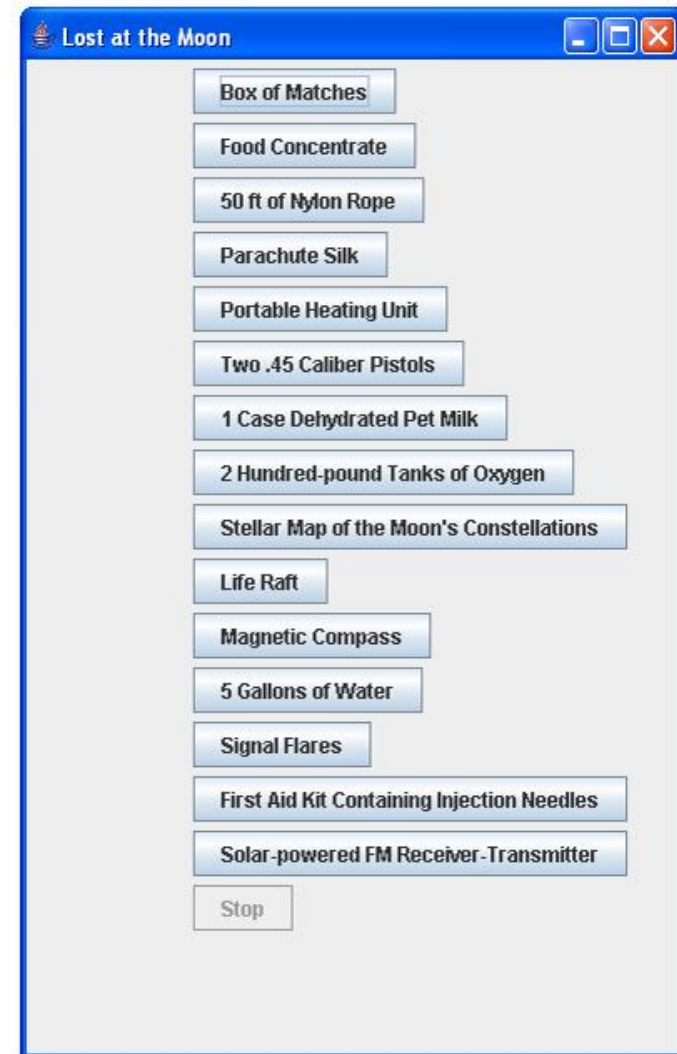 Lost at the Moon
Box of Matches
Food Concentrate
50 ft of Nylon Rope
Parachute Silk
Portable Heating Unit
Two .45 Caliber Pistols
1 Case Dehydrated Pet Milk
2 Hundred-pound Tanks of Oxygen
Stellar Map of the Moon's Constellations
Life Raft
Magnetic Compass
5 Gallons of Water
Signal Flares
First Aid Kit Containing Injection Needles
Solar-powered FM Receiver-Transmitter
Stop